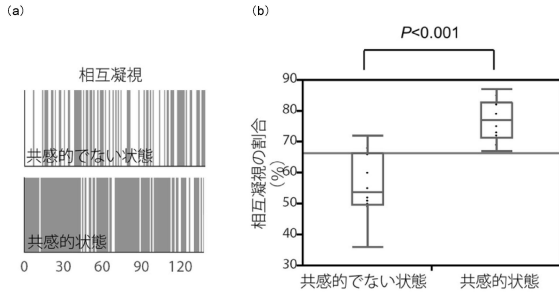 (a)
相互凝視
共感的でない状態
共感的状態
0 30 60 90 120
(b)
P<0.001
相互凝視の割合
(%)
90
80
70
60
50
40
30
共感的でない状態 共感的状態